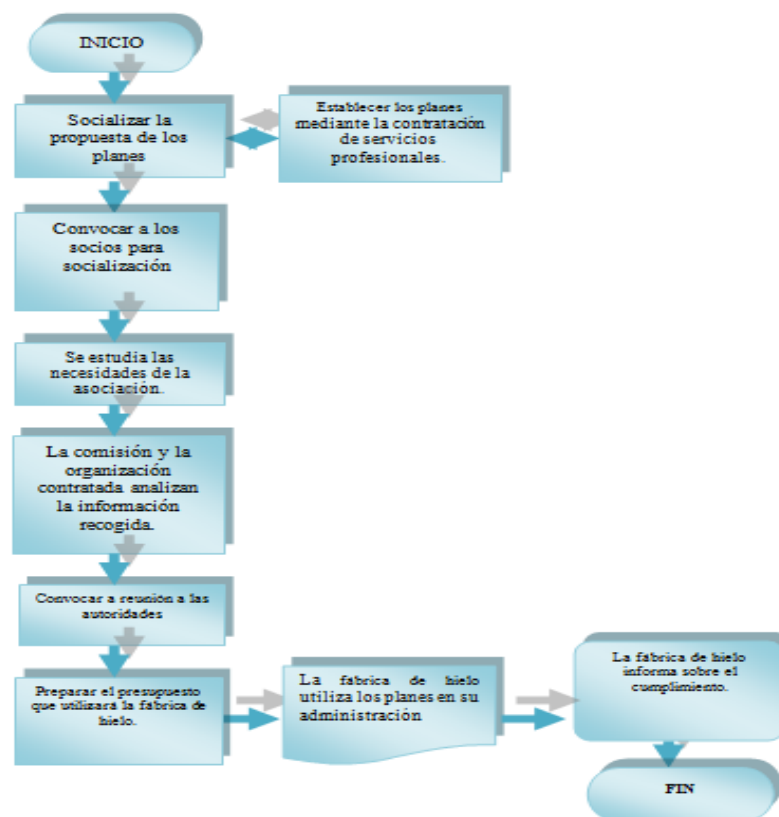 INICIO
Socializar la
propuesta de los
planes
Establecer los planes
mediante la contratación
de servicios
profesionales.
Convocar a los
socios para
socialización
Se estudia las
necesidades de la
asociación.
La comisión y la
organización
contratada analizan
la información
recogida.
Convocar a reunión a las
autoridades
Preparar el presupuesto
que utilizará la fábrica de
hielo.
La fábrica de hielo
utiliza los planes en su
administración
La fábrica de hielo
informa sobre el
cumplimiento.
FIN